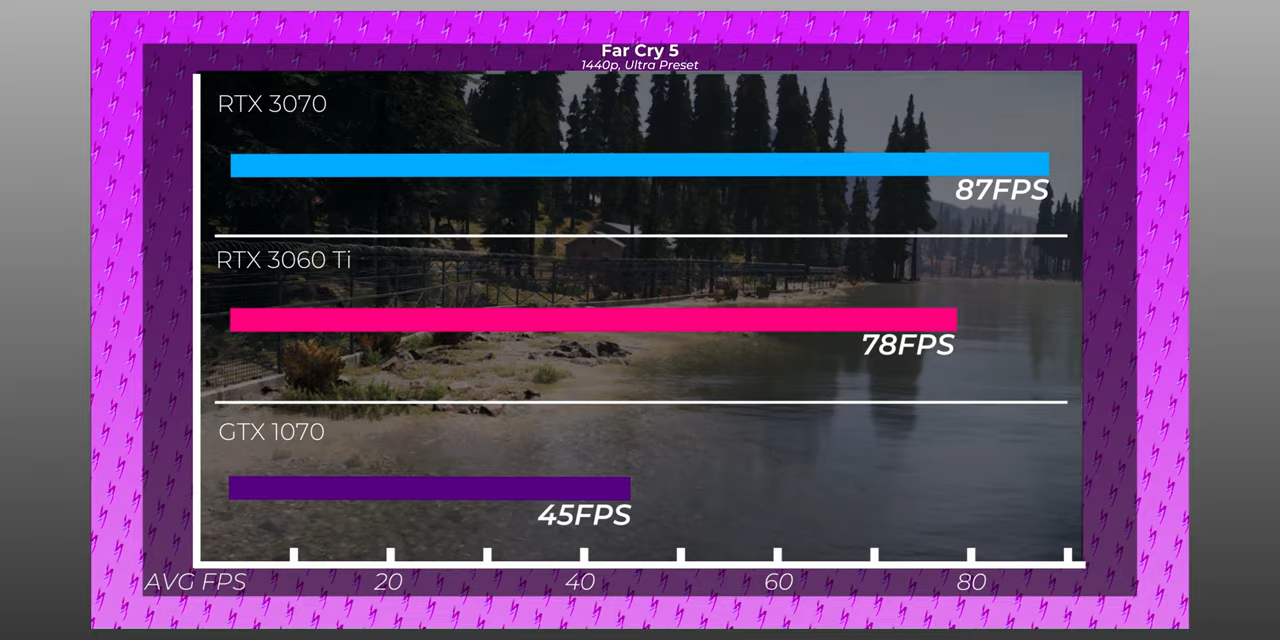 Far Cry 5
1440p, Ultra Preset
RTX 3070
87FPS
RTX 3060 Ti
78FPS
GTX 1070
45FPS
AVG FPS 20 40 60 80